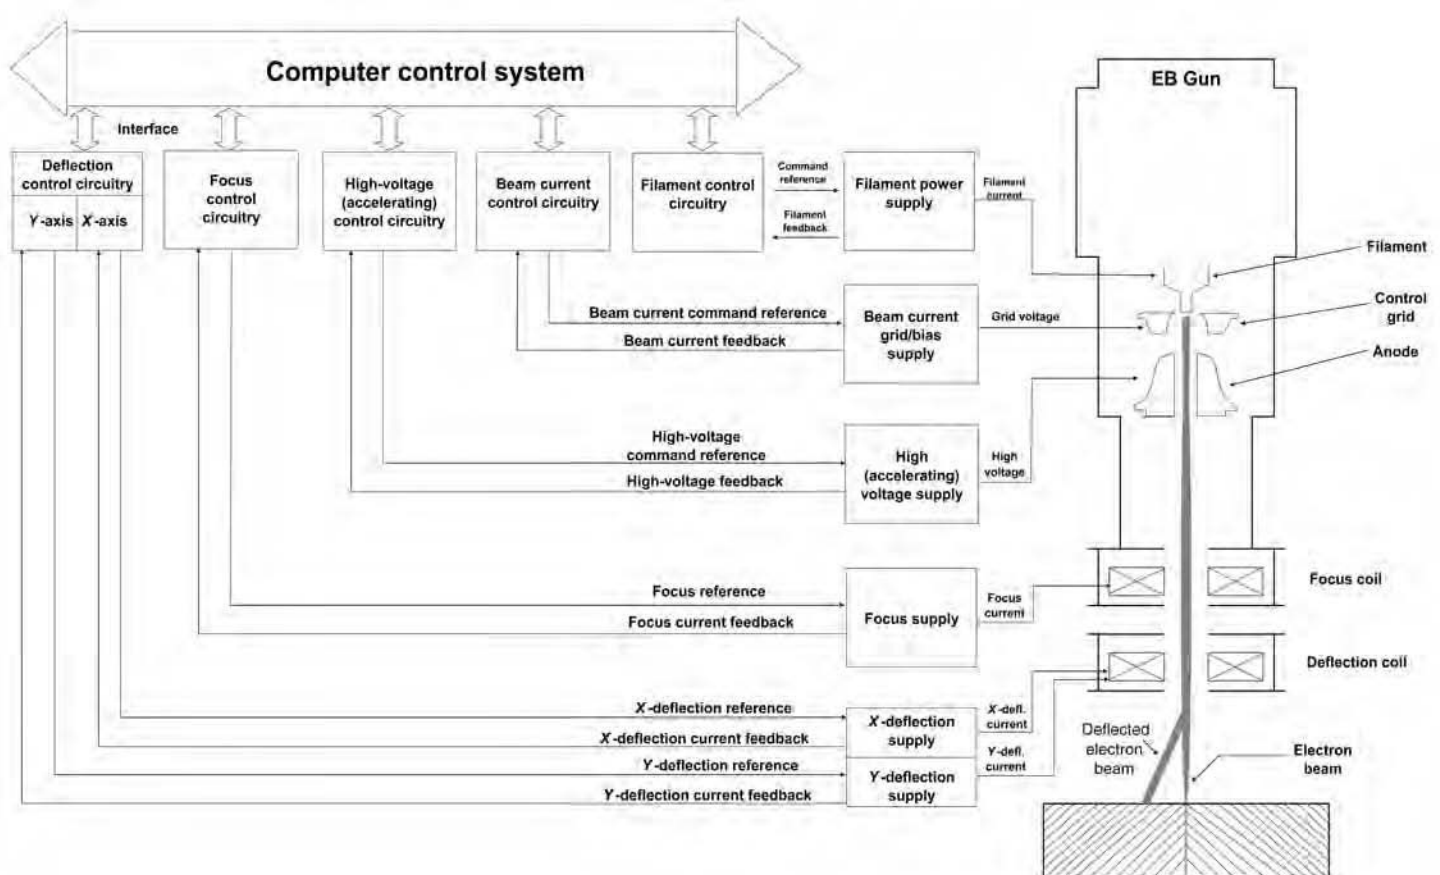 Computer control system
EB Gun
Interface
Deflection
control circuitry
Y-axis
X-axis
Focus
control
circuitry
High-voltage
(accelerating)
control circuitry
Beam current
control circuitry
Filament control
circuitry
Command
reference
Filament
feedback
Filament power
supply
Filament
current
Filament
Control
grid
Anode
Beam current command reference
Beam current feedback
Beam current
grid/bias
supply
Grid voltage
High-voltage
command reference
High-voltage feedback
High
(accelerating)
voltage supply
High
voltage
Focus reference
Focus current feedback
Focus supply
Focus
current
Focus coil
Deflection coil
X-deflection reference
X-deflection current feedback
X-deflection
supply
X-defl.
current
Y-deflection reference
Y-deflection current feedback
Y-deflection
supply
Y-defl.
current
Deflected
electron
beam
Electron
beam